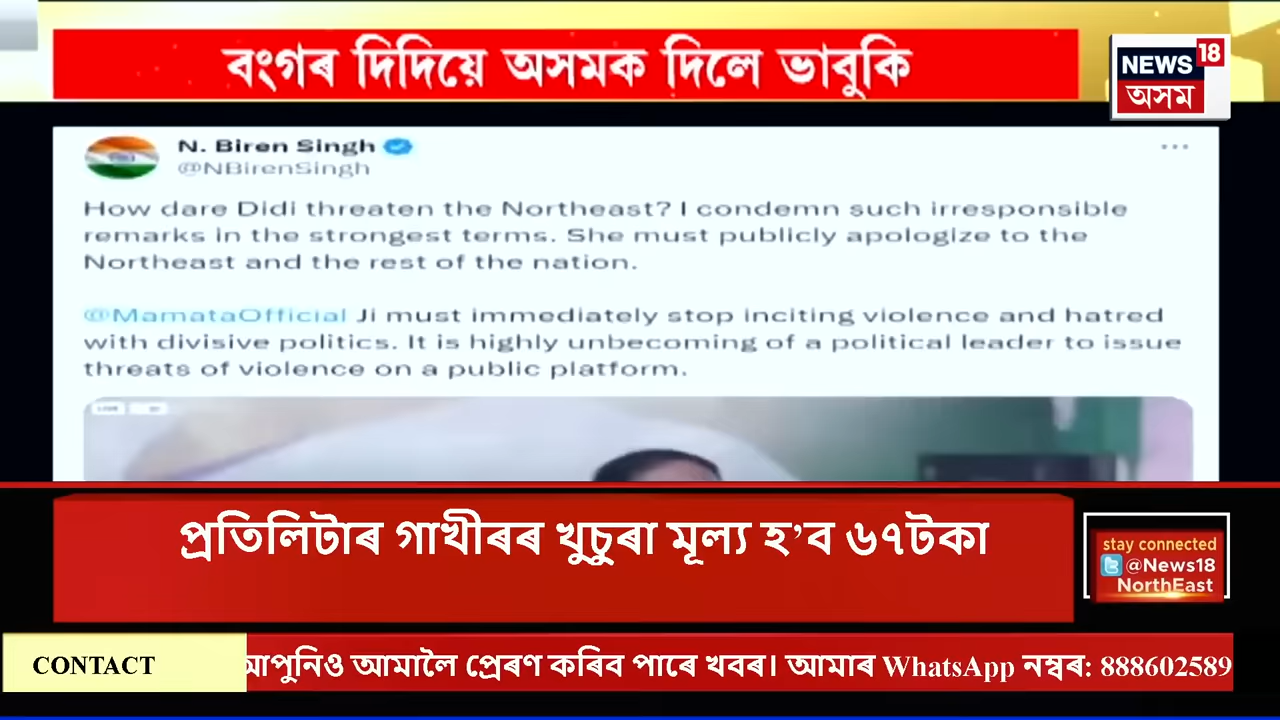 বংগৰ দিদিয়ে অসমক দিলে ভাবুকি
NEWS 18
অসম
N. Biren Singh
@NBirenSingh
How dare Didi threaten the Northeast? I condemn such irresponsible
remarks in the strongest terms. She must publicly apologize to the
Northeast and the rest of the nation.
@MamataOfficial Ji must immediately stop inciting violence and hatred
with divisive politics. It is highly unbecoming of a political leader to issue
threats of violence on a public platform.
প্ৰতিলিটাৰ গাখীৰৰ খুচুৰা মূল্য হ’ব ৬৭টকা
stay connected
@News18
NorthEast
CONTACT
আপুনিও আমালৈ প্ৰেৰণ কৰিব পাৰে খবৰ। আমাৰ WhatsApp নম্বৰ: 888602589